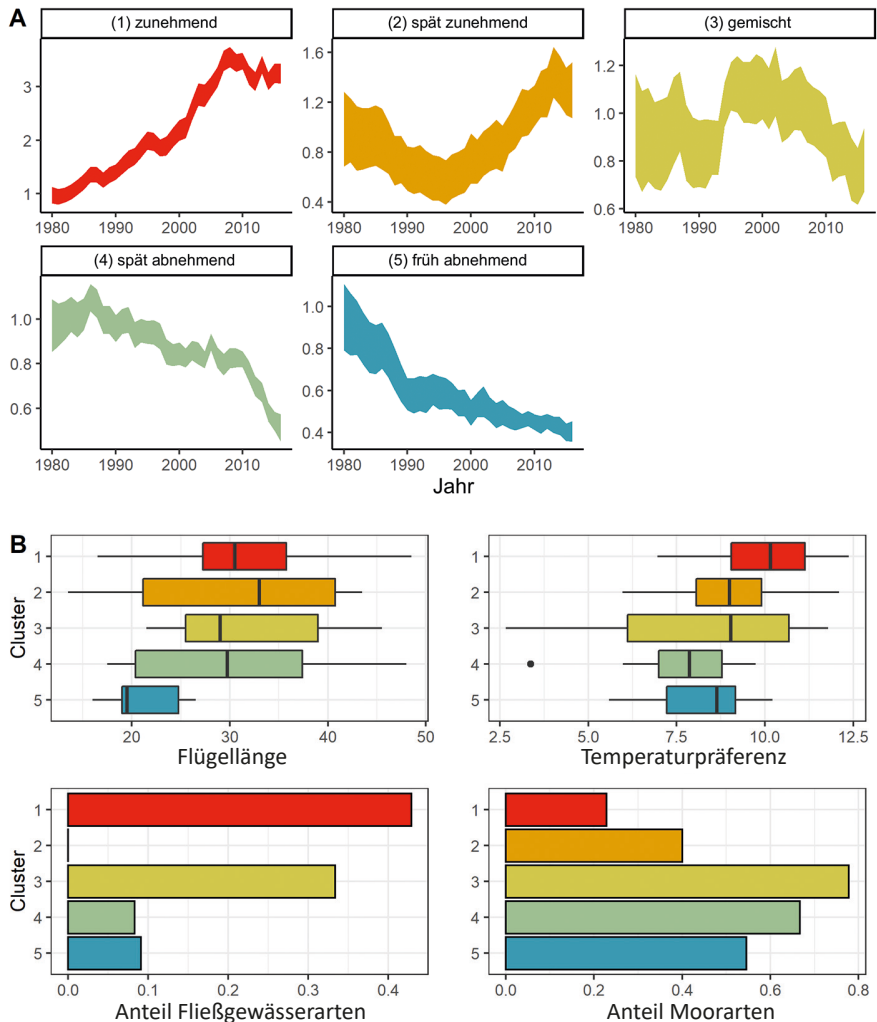 A
(1) zunehmend
(2) spät zunehmend
(3) gemischt
3
2
1
1980 1990 2000 2010
1.6
1.2
0.8
0.4
1980 1990 2000 2010
1.2
1.0
0.8
0.6
1980 1990 2000 2010
(4) spät abnehmend
(5) früh abnehmend
1.0
0.8
0.6
1980 1990 2000 2010
1.0
0.8
0.6
0.4
1980 1990 2000 2010
Jahr
B
Cluster
1
2
3
4
5
20 30 40 50
Flügellänge
1
2
3
4
5
2.5 5.0 7.5 10.0 12.5
Temperaturpräferenz
Cluster
1
2
3
4
5
0.0 0.1 0.2 0.3 0.4
Anteil Fließgewässerarten
1
2
3
4
5
0.0 0.2 0.4 0.6 0.8
Anteil Moorarten